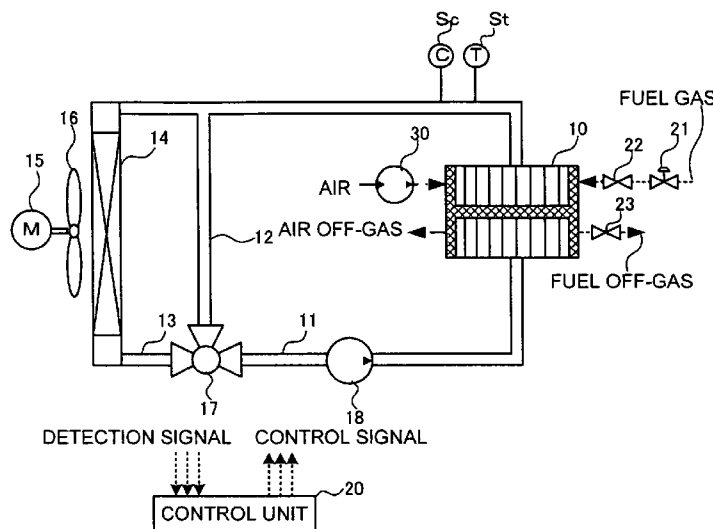 Sc St
C T
FUEL GAS
16
14
30
10
22
21
15
AIR
M
AIR OFF-GAS
23
12
FUEL OFF-GAS
13
11
17
18
DETECTION SIGNAL
CONTROL SIGNAL
20
CONTROL UNIT